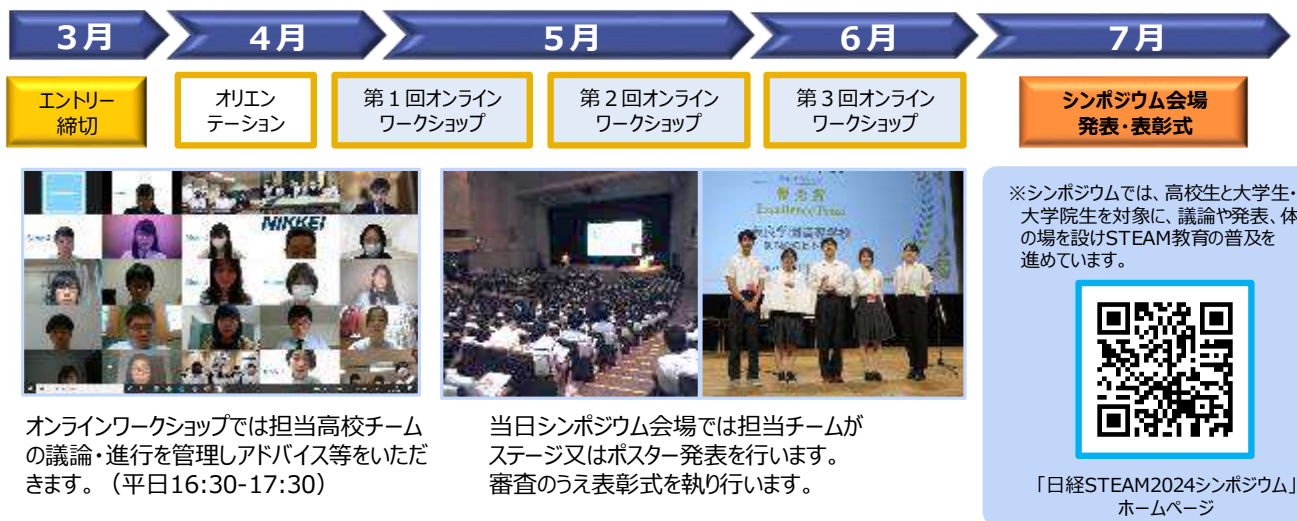 3月
4月
5月
6月
7月
エントリー
締切
オリエン
テーション
第1回オンライン
ワークショップ
第2回オンライン
ワークショップ
第3回オンライン
ワークショップ
シンポジウム会場
発表・表彰式
NIKKEI
優秀賞
Excellence Prize
オンラインワークショップでは担当高校チーム
の議論・進行を管理しアドバイス等をいただ
きます。（平日16:30-17:30）
当日シンポジウム会場では担当チームが
ステージ又はポスター発表を行います。
審査のうえ表彰式を執り行います。
※シンポジウムでは、高校生と大学生・
大学院生を対象に、議論や発表、体
の場を設けSTEAM教育の普及を
進めています。
「日経STEAM2024シンポジウム」
ホームページ